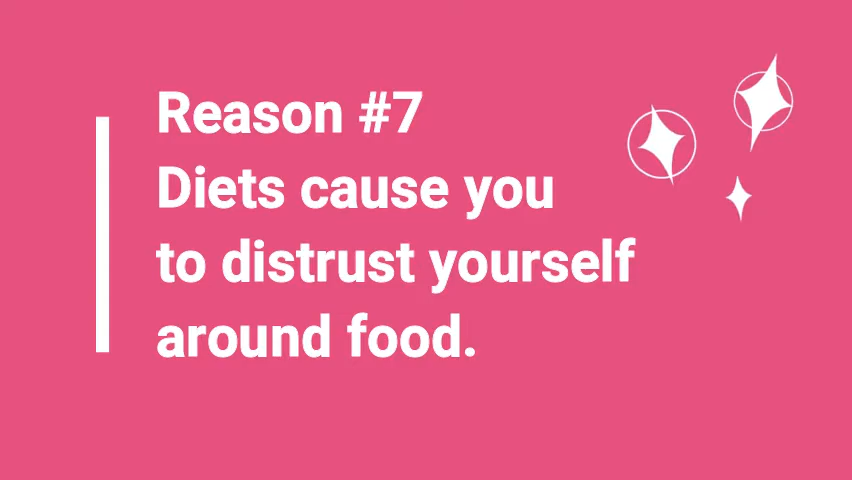 Reason #7
Diets cause you
to distrust yourself
around food.